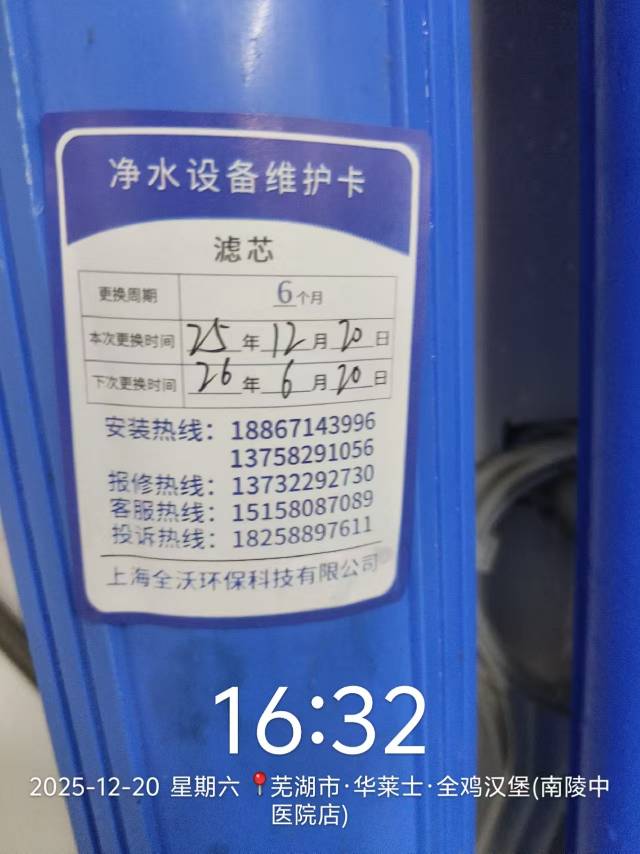 净水设备维护卡
滤芯
更换周期 6个月
本次更换时间 25年12月20日
下次更换时间 26年6月20日
安装热线：18867143996
13758291056
报修热线：13732292730
客服热线：15158087089
投诉热线：18258897611
上海全沃环保科技有限公司
16:32
2025-12-20 星期六 📍芜湖市·华莱士·全鸡汉堡(南陵中
医院店)